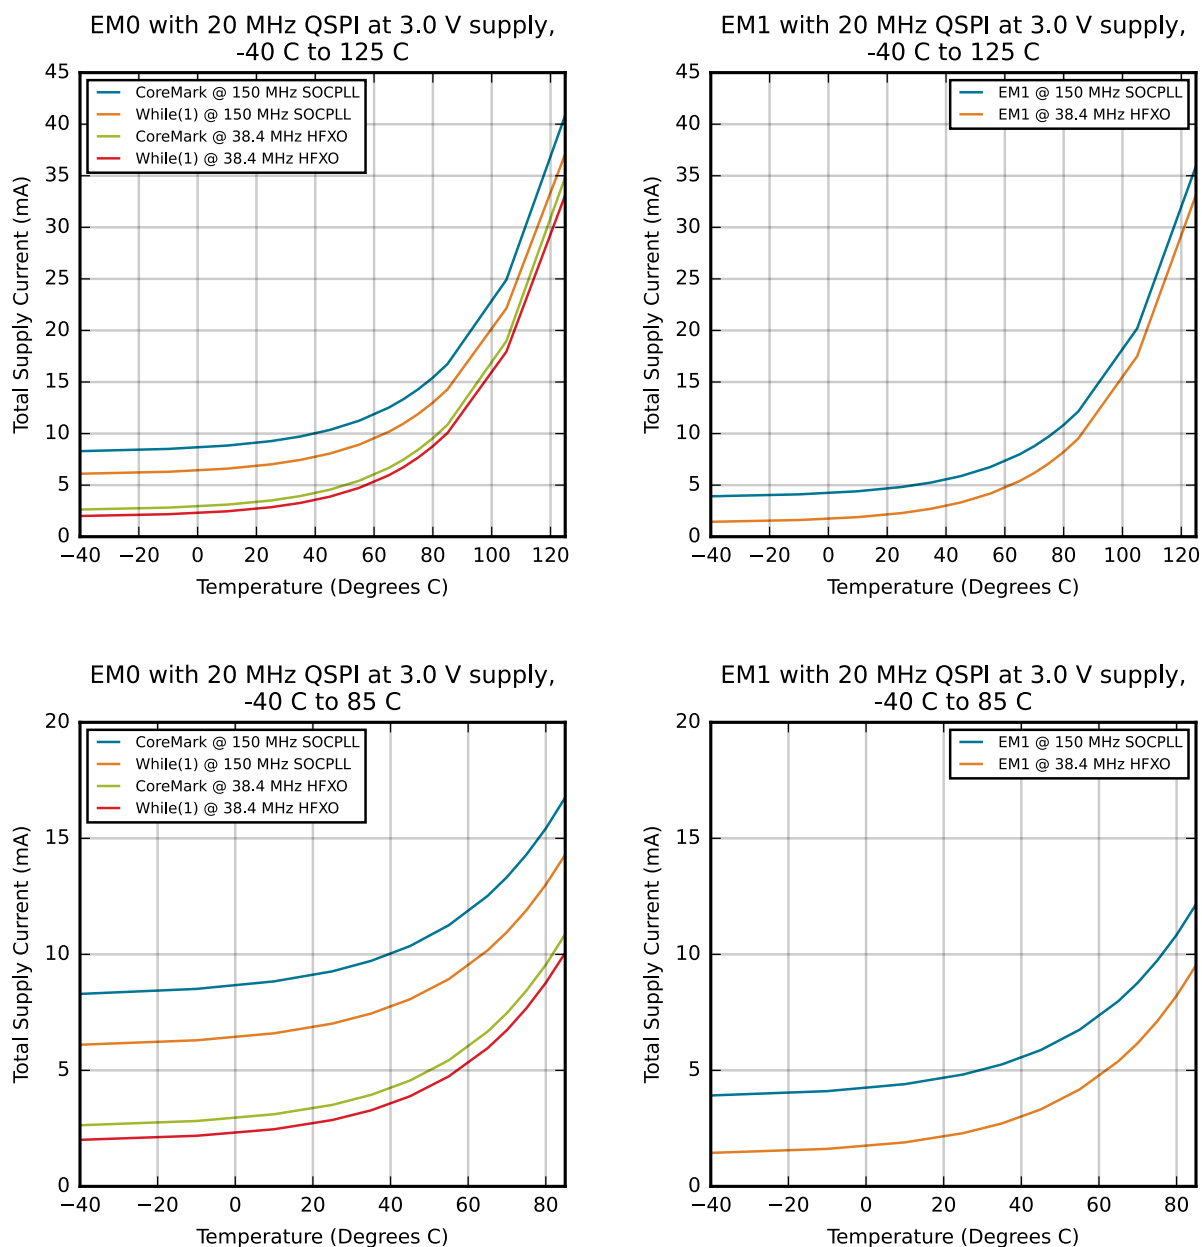 EM0 with 20 MHz QSPI at 3.0 V supply,
-40 C to 125 C
45
40
35
30
25
20
15
10
5
0
Total Supply Current (mA)
CoreMark @ 150 MHz SOCPLL
While(1) @ 150 MHz SOCPLL
CoreMark @ 38.4 MHz HFXO
While(1) @ 38.4 MHz HFXO
−40 −20 0 20 40 60 80 100 120
Temperature (Degrees C)
EM1 with 20 MHz QSPI at 3.0 V supply,
-40 C to 125 C
45
40
35
30
25
20
15
10
5
0
Total Supply Current (mA)
EM1 @ 150 MHz SOCPLL
EM1 @ 38.4 MHz HFXO
−40 −20 0 20 40 60 80 100 120
Temperature (Degrees C)
EM0 with 20 MHz QSPI at 3.0 V supply,
-40 C to 85 C
20
15
10
5
0
Total Supply Current (mA)
CoreMark @ 150 MHz SOCPLL
While(1) @ 150 MHz SOCPLL
CoreMark @ 38.4 MHz HFXO
While(1) @ 38.4 MHz HFXO
−40 −20 0 20 40 60 80
Temperature (Degrees C)
EM1 with 20 MHz QSPI at 3.0 V supply,
-40 C to 85 C
20
15
10
5
0
Total Supply Current (mA)
EM1 @ 150 MHz SOCPLL
EM1 @ 38.4 MHz HFXO
−40 −20 0 20 40 60 80
Temperature (Degrees C)